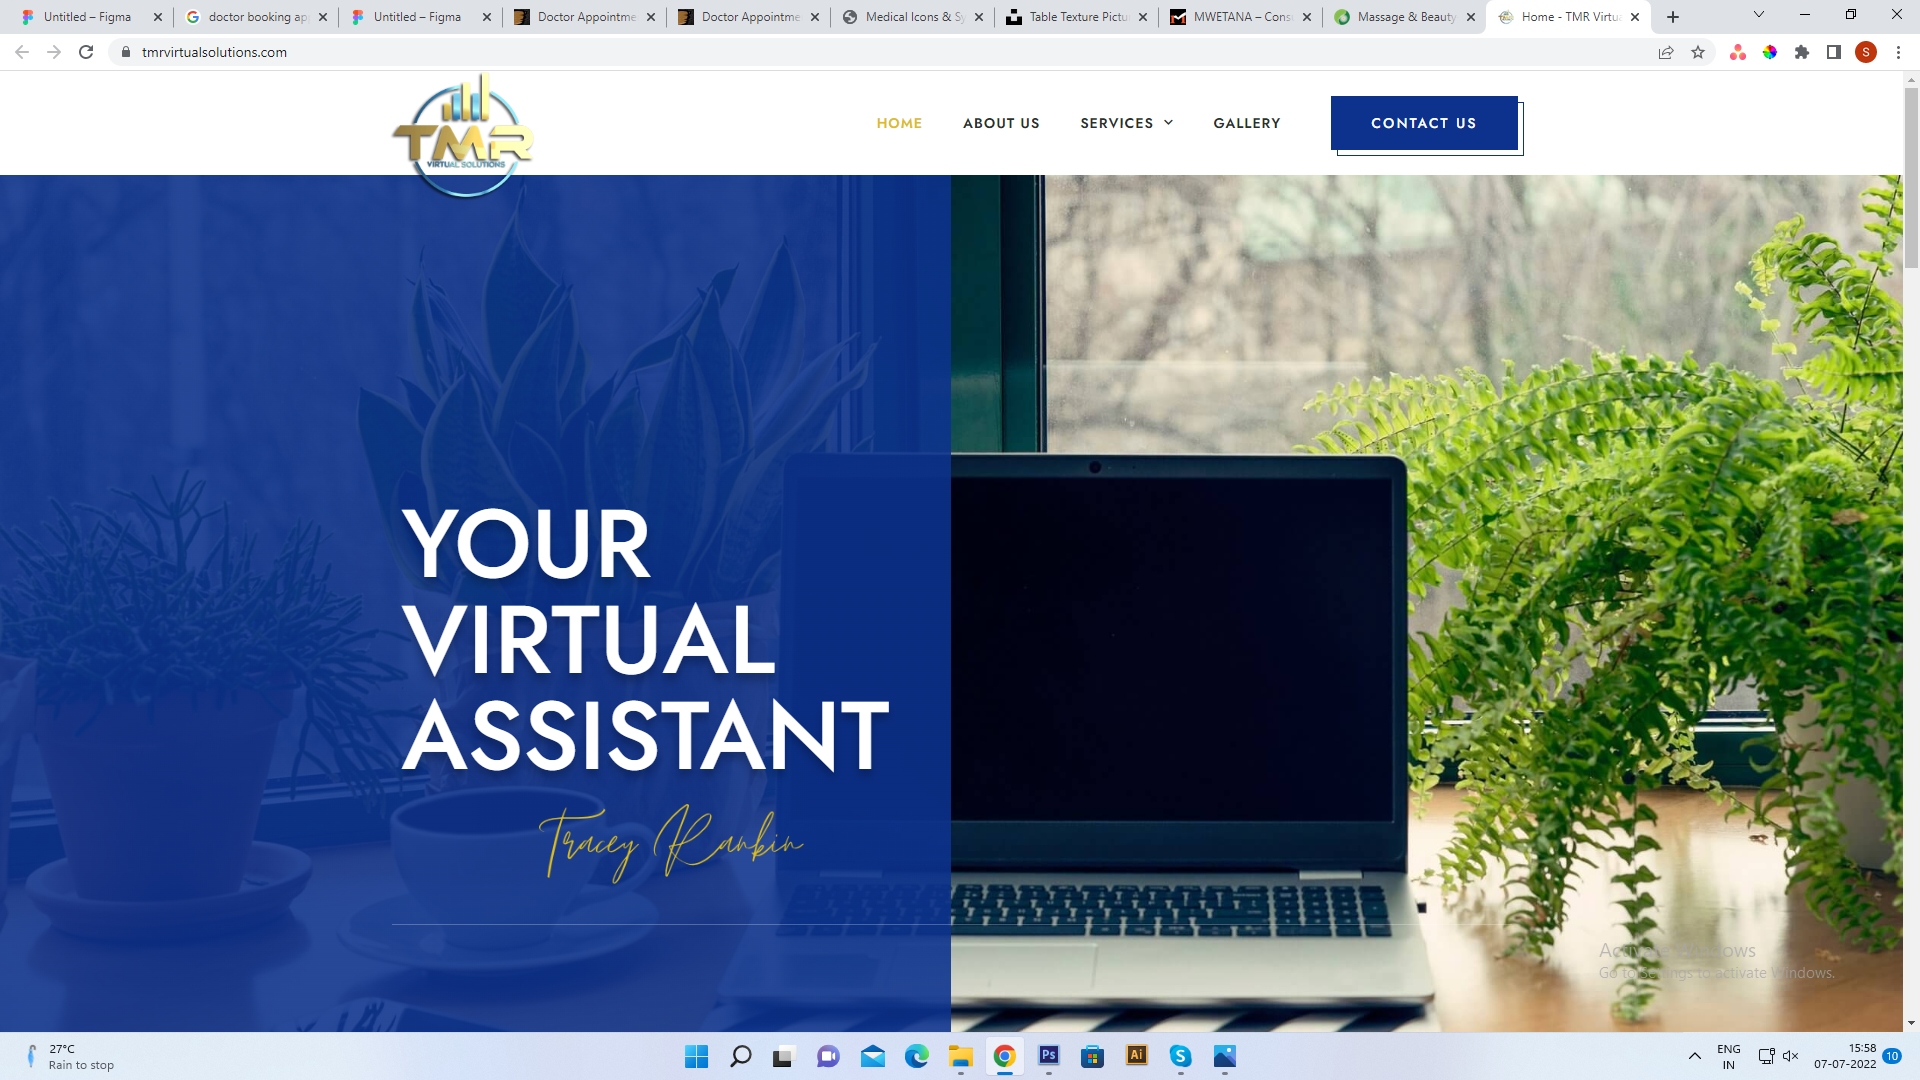 Untitled – Figma
doctor booking ap
Untitled – Figma
Doctor Appointme
Doctor Appointme
Medical Icons & Sy
Table Texture Pictu
MWETANA – Cons
Massage & Beauty
Home - TMR Virtu
tmrvirtualsolutions.com
S
TMR
VIRTUAL SOLUTIONS
HOME
ABOUT US
SERVICES
GALLERY
CONTACT US
YOUR
VIRTUAL
ASSISTANT
Tracey Rankin
Activate Windows
Go to Settings to activate Windows.
27°C
Rain to stop
Ps
Ai
S
ENG
IN
15:58
07-07-2022
10